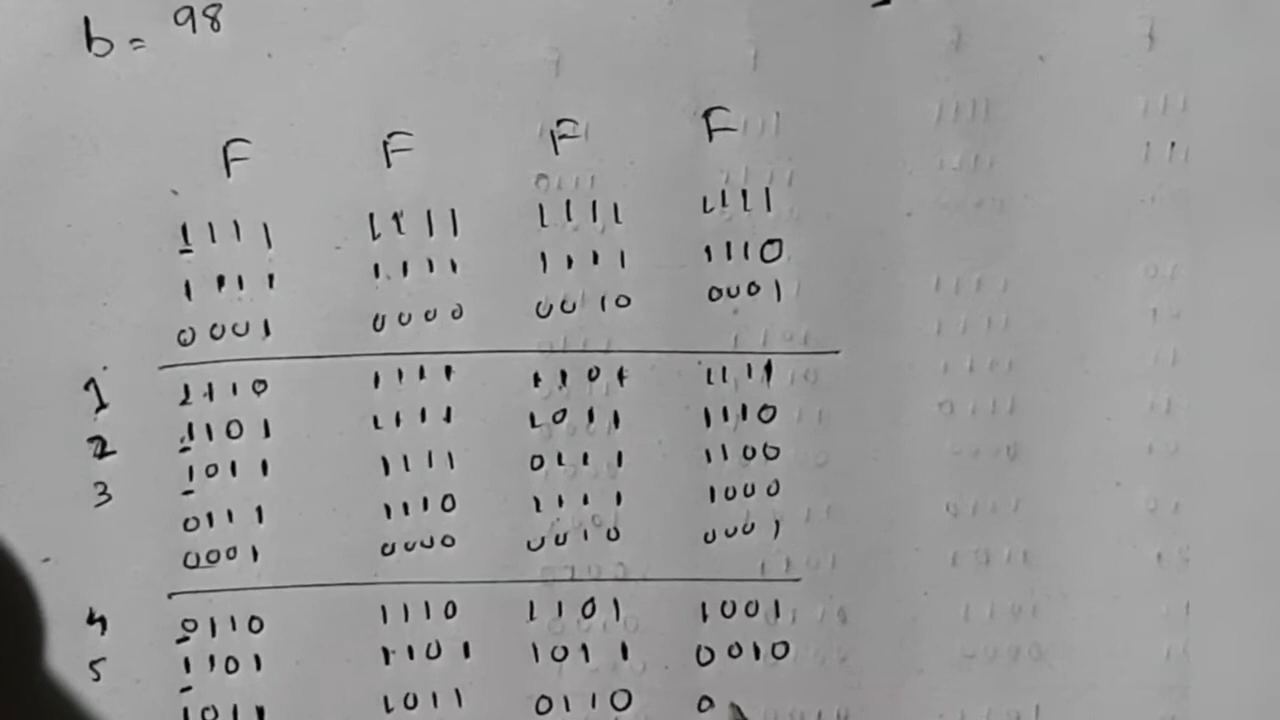 b = 98
F F F F
1111 1111 1111 1111
1111 1111 1111 1110
0001 0000 0010 0001
1 1110 1111 1101 1111
2 1101 1111 1011 1110
3 1011 1111 0111 1100
0111 1110 1111 1000
0001 0000 0010 0001
4 0110 1110 1101 1001
5 1101 1101 1011 0010
1011 1011 0110 0